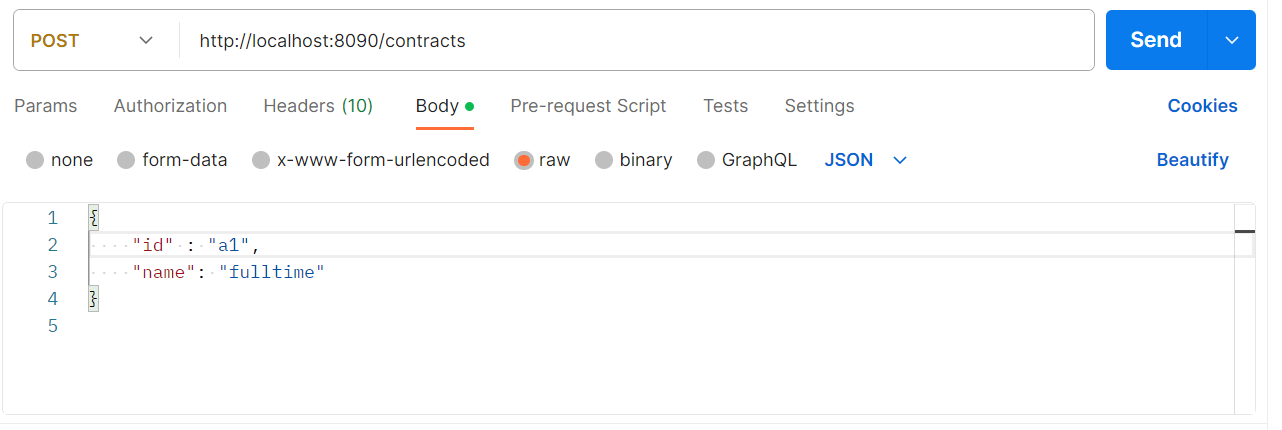 POST http://localhost:8090/contracts Send
Params Authorization Headers (10) Body Pre-request Script Tests Settings Cookies
none form-data x-www-form-urlencoded raw binary GraphQL JSON Beautify
1 {
2 "id" : "a1",
3 "name": "fulltime"
4 }
5